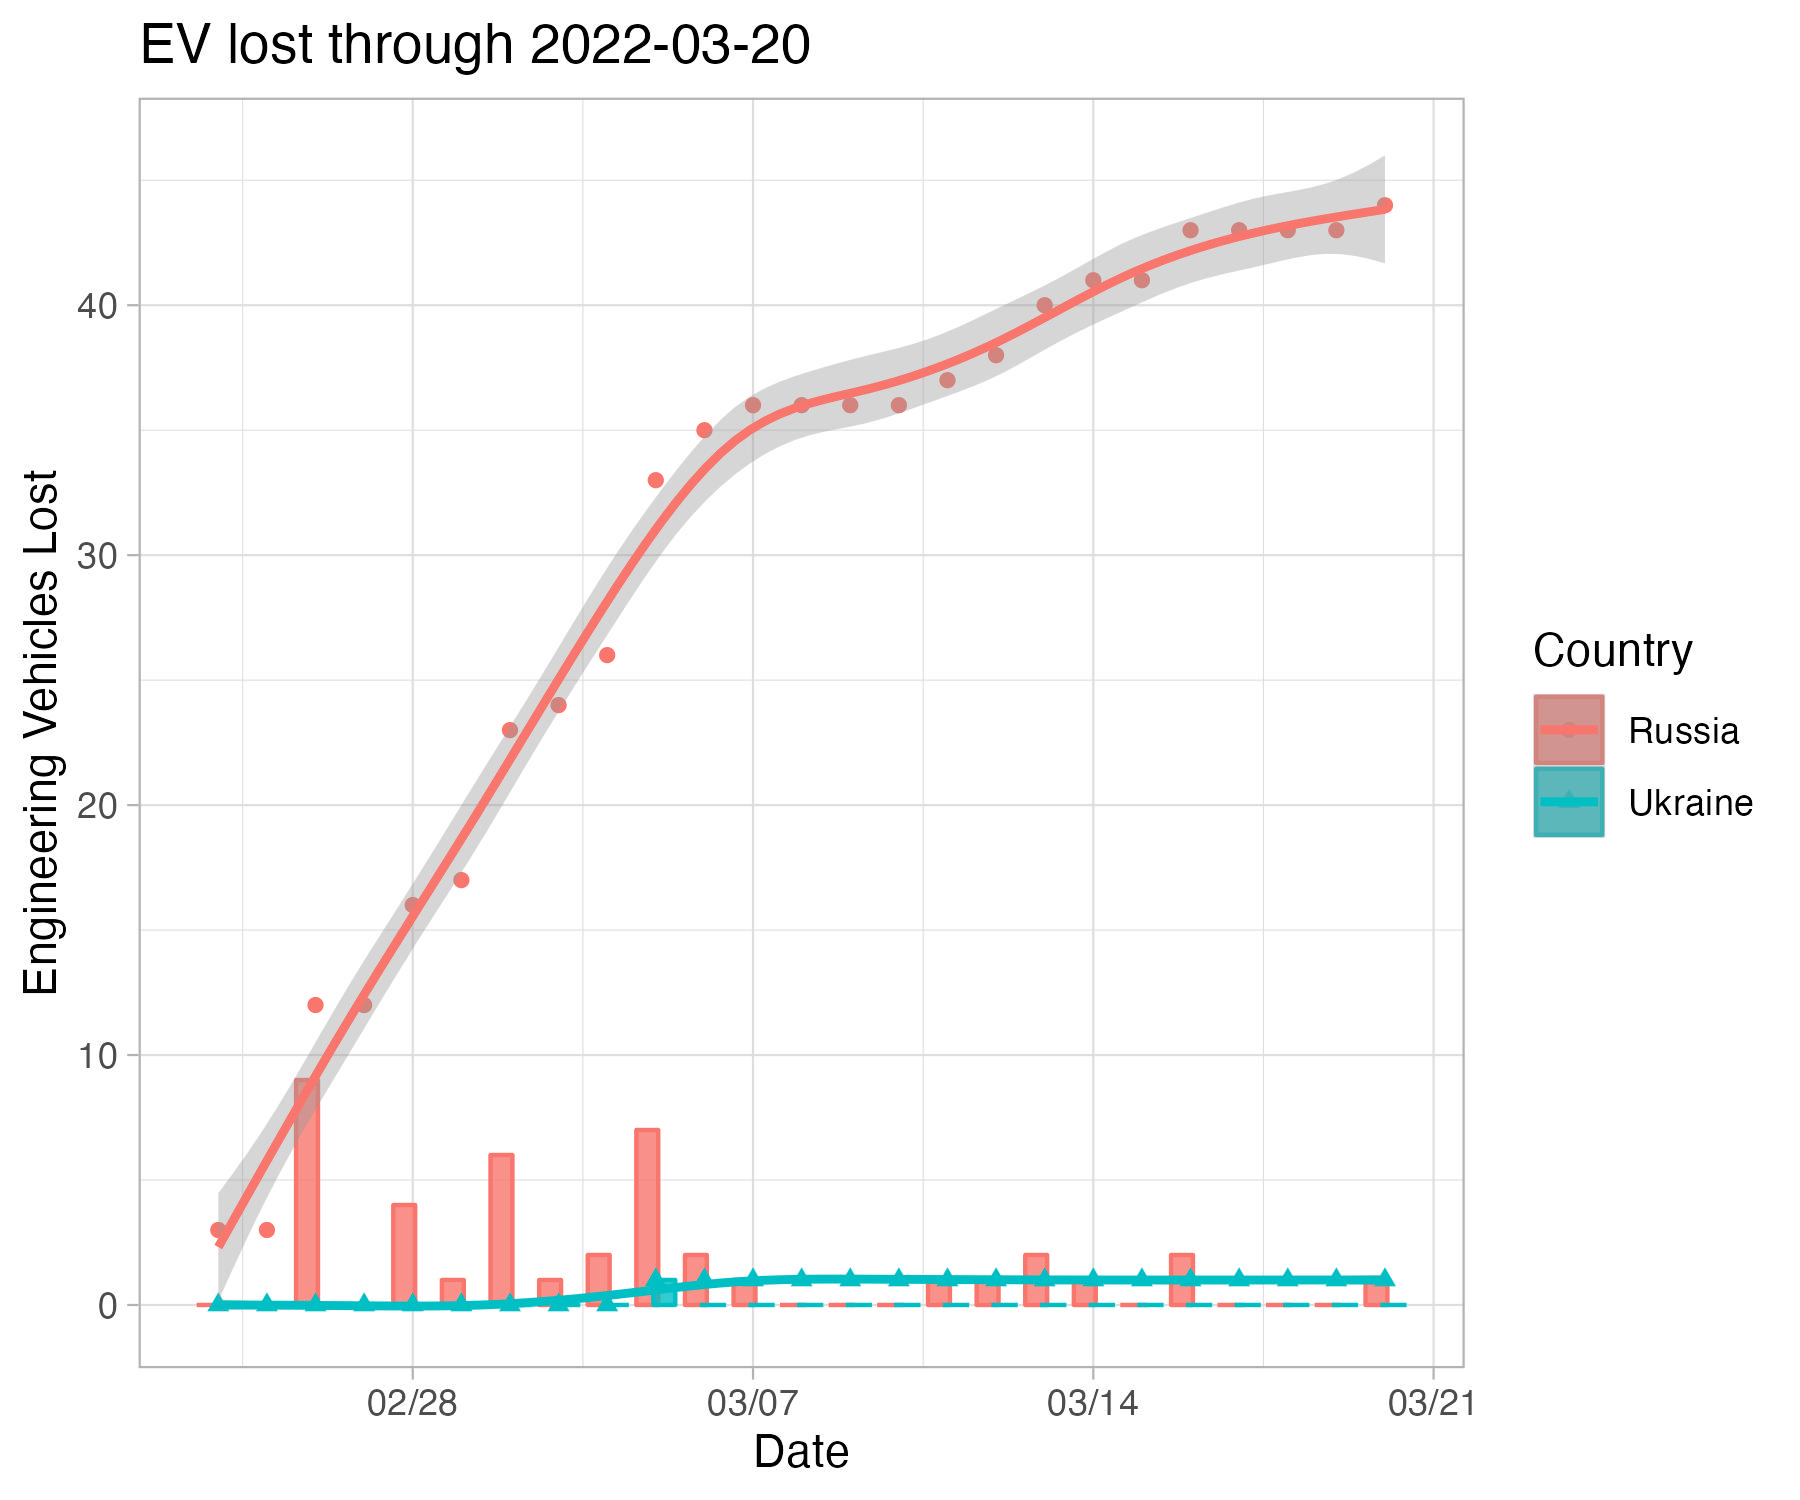 EV lost through 2022-03-20
Engineering Vehicles Lost
40
30
20
10
0
02/28 03/07 03/14 03/21
Date
Country
Russia
Ukraine